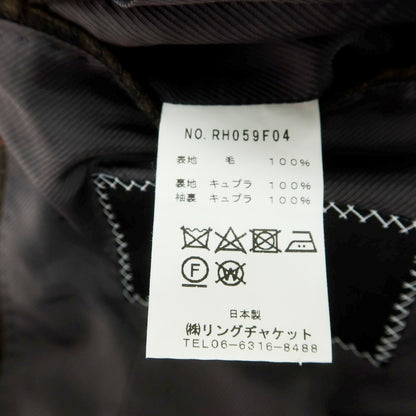 NO. RH059F04
表地 毛 100%
裏地 キュプラ 100%
袖裏 キュプラ 100%
F
W
日本製
㈱リングヂャケット
TEL06-6316-8488